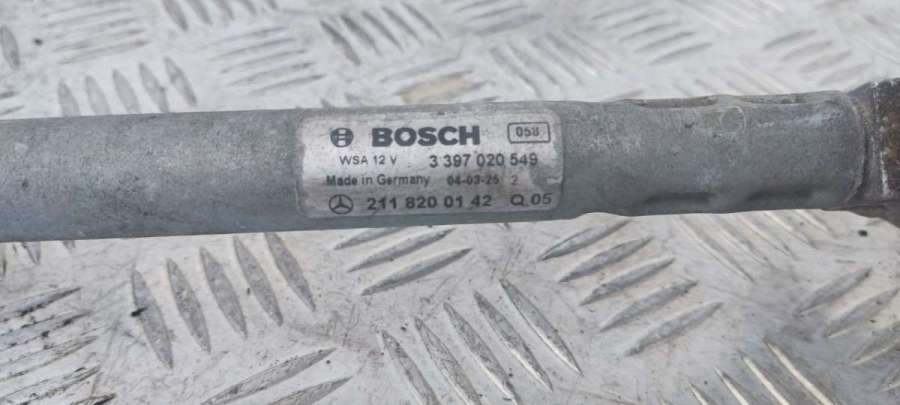 BOSCH 058
WSA 12 V 3 397 020 549
Made in Germany 04-03-25 2
211 820 01 42 Q 05